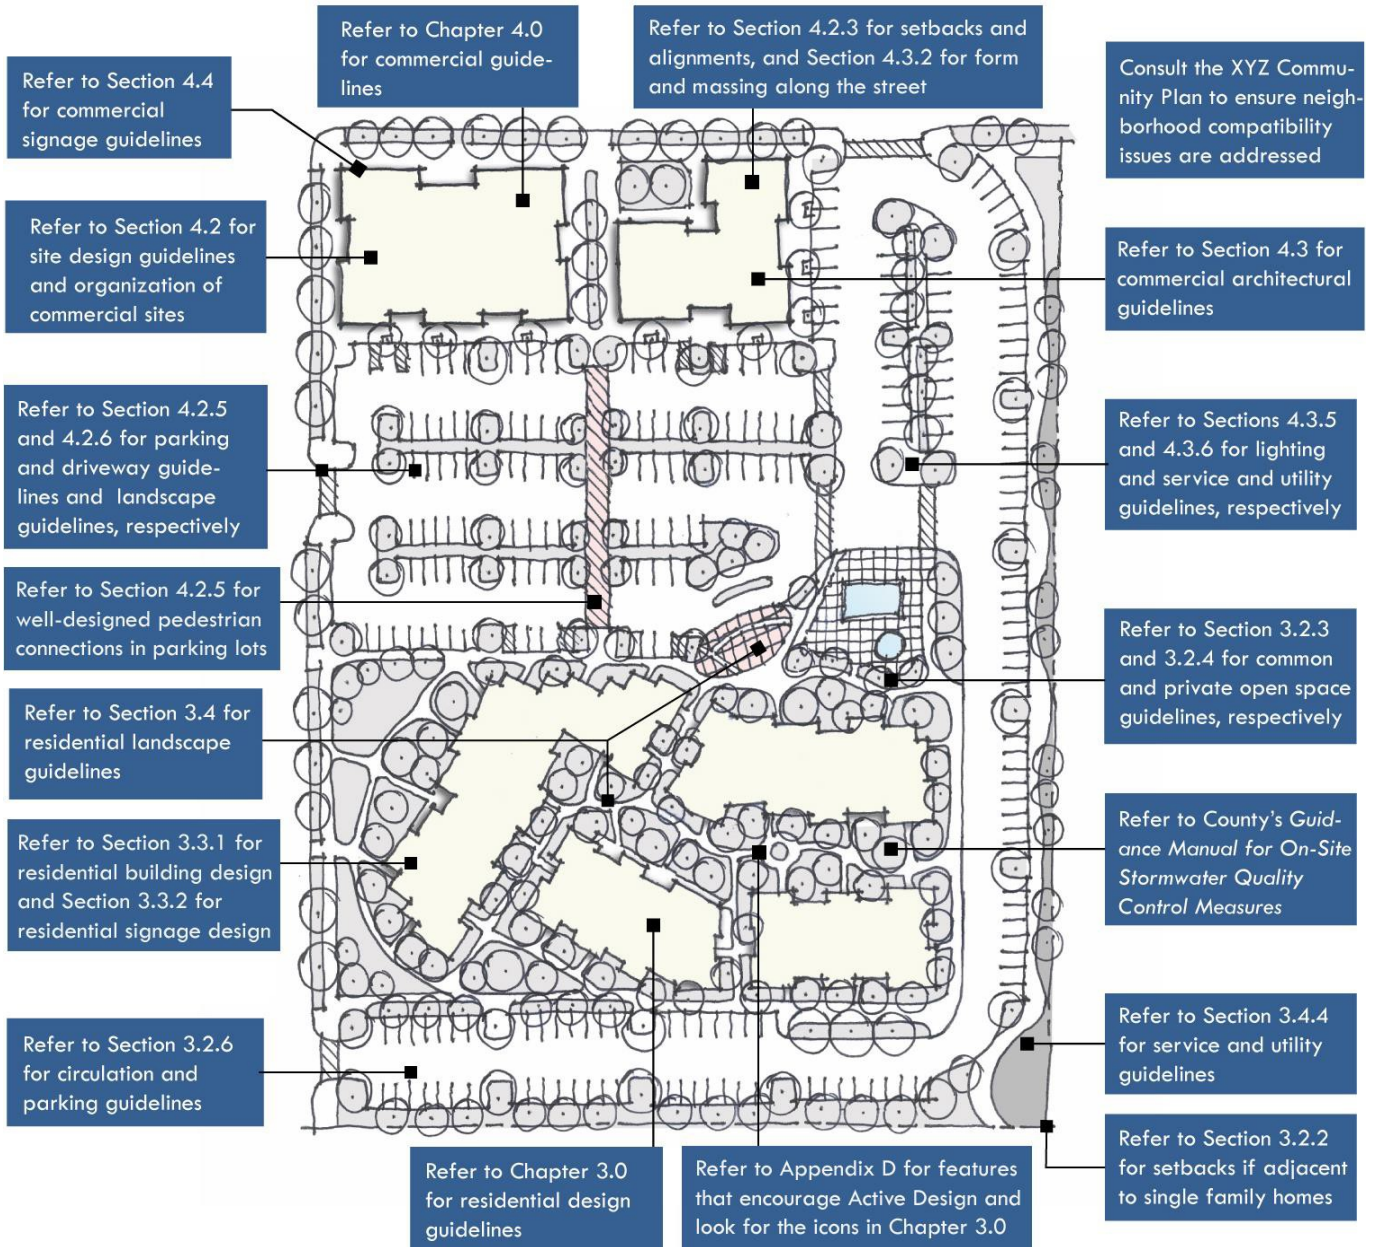 Refer to Chapter 4.0
for commercial guide-
lines
Refer to Section 4.2.3 for setbacks and
alignments, and Section 4.3.2 for form
and massing along the street
Refer to Section 4.4
for commercial
signage guidelines
Consult the XYZ Commu-
nity Plan to ensure neigh-
borhood compatibility
issues are addressed
Refer to Section 4.2 for
site design guidelines
and organization of
commercial sites
Refer to Section 4.3 for
commercial architectural
guidelines
Refer to Section 4.2.5
and 4.2.6 for parking
and driveway guide-
lines and landscape
guidelines, respectively
Refer to Sections 4.3.5
and 4.3.6 for lighting
and service and utility
guidelines, respectively
Refer to Section 4.2.5 for
well-designed pedestrian
connections in parking lots
Refer to Section 3.2.3
and 3.2.4 for common
and private open space
guidelines, respectively
Refer to Section 3.4 for
residential landscape
guidelines
Refer to Section 3.3.1 for
residential building design
and Section 3.3.2 for
residential signage design
Refer to County's Guid-
ance Manual for On-Site
Stormwater Quality
Control Measures
Refer to Section 3.2.6
for circulation and
parking guidelines
Refer to Section 3.4.4
for service and utility
guidelines
Refer to Section 3.2.2
for setbacks if adjacent
to single family homes
Refer to Chapter 3.0
for residential design
guidelines
Refer to Appendix D for features
that encourage Active Design and
look for the icons in Chapter 3.0